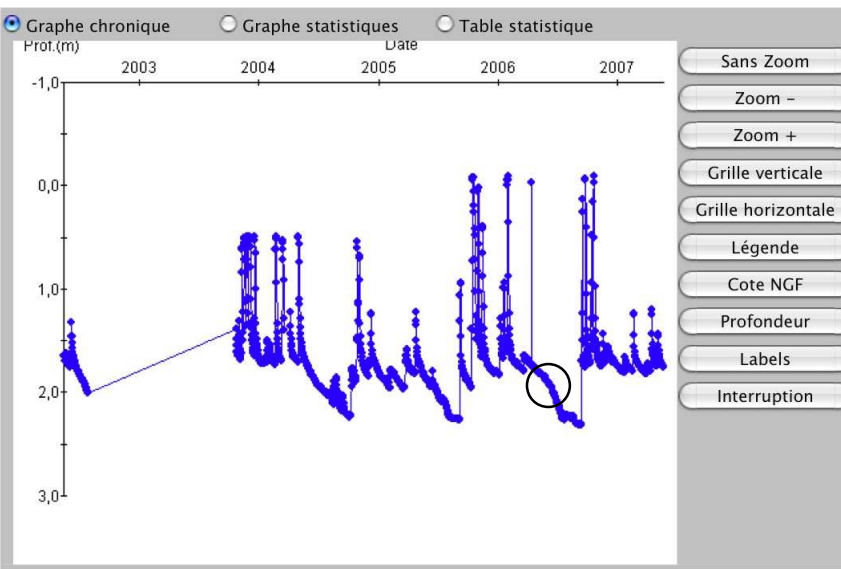 Graphe chronique Graphe statistiques Table statistique
Prof.(m) Date
2003 2004 2005 2006 2007
-1,0
0,0
1,0
2,0
3,0
Sans Zoom
Zoom -
Zoom +
Grille verticale
Grille horizontale
Légende
Cote NGF
Profondeur
Labels
Interruption